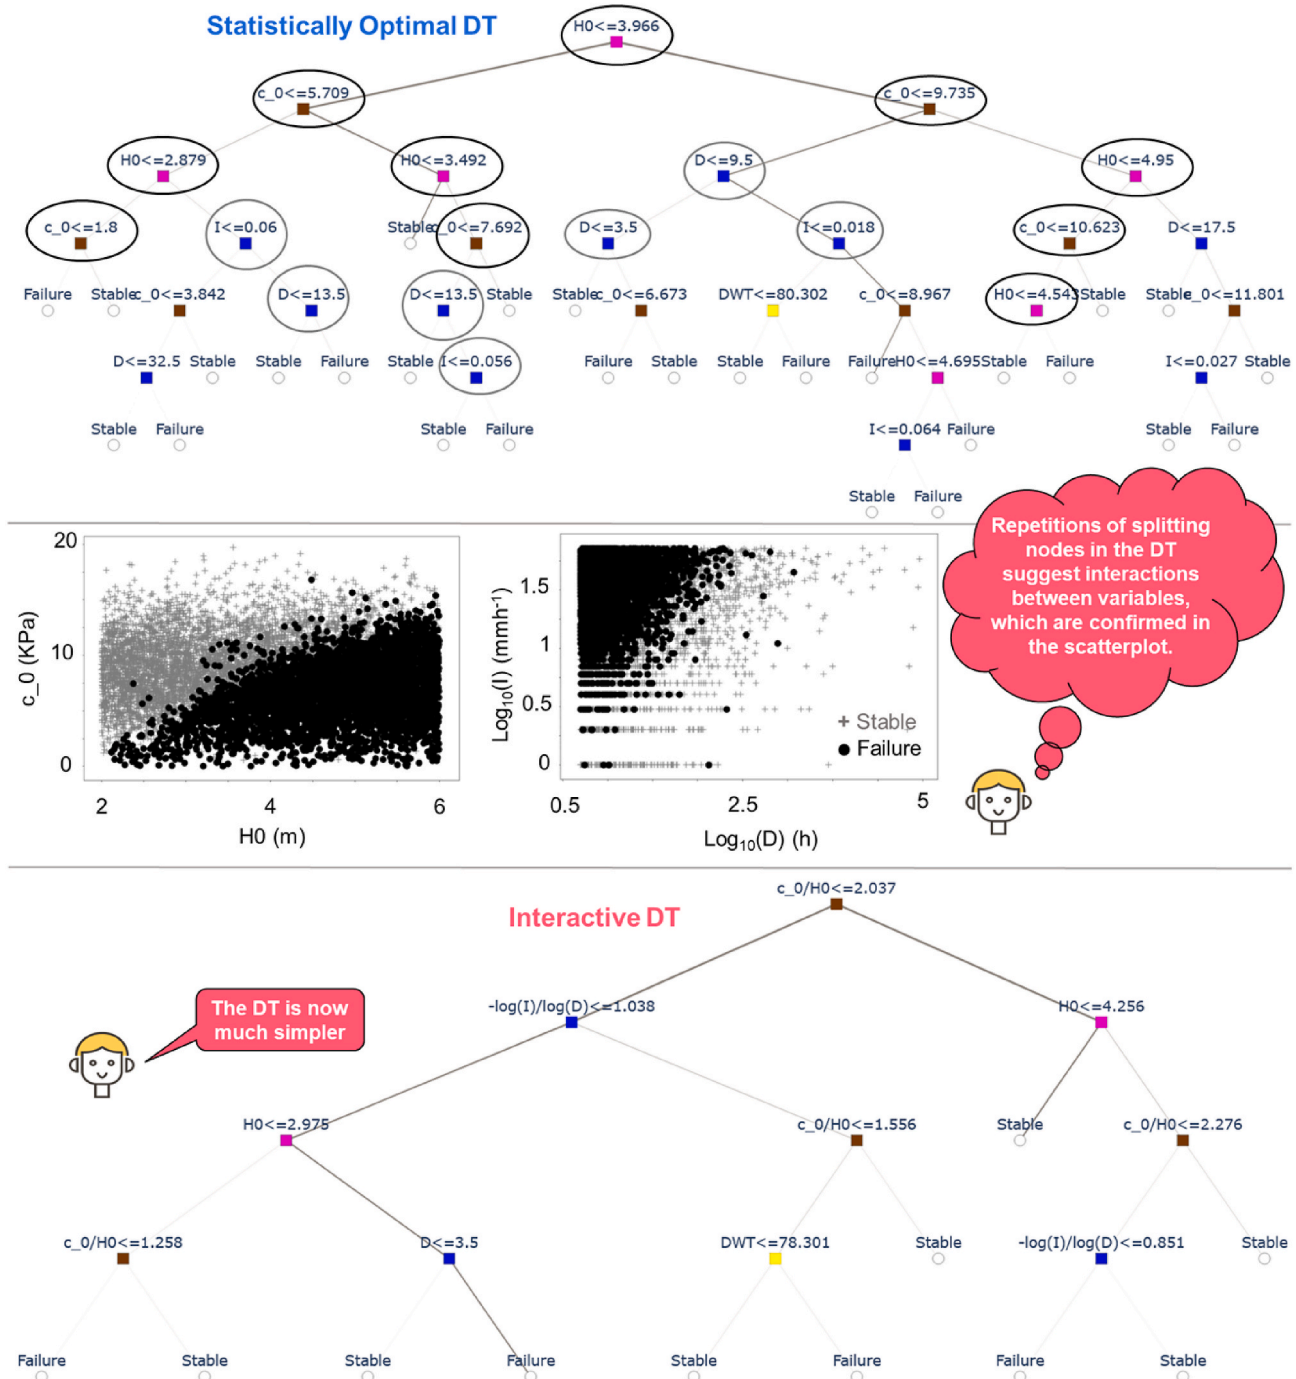 Statistically Optimal DT
H0<=3.966
c_0<=5.709
c_0<=9.735
H0<=2.879
H0<=3.492
D<=9.5
H0<=4.95
c_0<=1.8
I<=0.06
Stable
c_0<=7.692
D<=3.5
I<=0.018
c_0<=10.623
D<=17.5
Failure
Stable
c_0<=3.842
D<=13.5
D<=13.5
Stable
Stable
c_0<=6.673
DWT<=80.302
c_0<=8.967
H0<=4.543
Stable
Stable
c_0<=11.801
D<=32.5
Stable
Stable
Failure
Stable
I<=0.056
Failure
Stable
Stable
Failure
Failure
H0<=4.695
Stable
Failure
I<=0.027
Stable
Stable
Failure
Stable
Failure
I<=0.064
Failure
Stable
Failure
Stable
Failure
Repetitions of splitting
nodes in the DT
suggest interactions
between variables,
which are confirmed in
the scatterplot.
20
10
0
c_0 (KPa)
2
4
6
H0 (m)
1.5
1
0.5
0
Log10(I) (mmh-1)
+ Stable
Failure
0.5
2.5
5
Log10(D) (h)
Interactive DT
c_0/H0<=2.037
The DT is now
much simpler
-log(I)/log(D)<=1.038
H0<=4.256
H0<=2.975
c_0/H0<=1.556
Stable
c_0/H0<=2.276
c_0/H0<=1.258
D<=3.5
DWT<=78.301
Stable
-log(I)/log(D)<=0.851
Stable
Failure
Stable
Stable
Failure
Stable
Failure
Failure
Stable